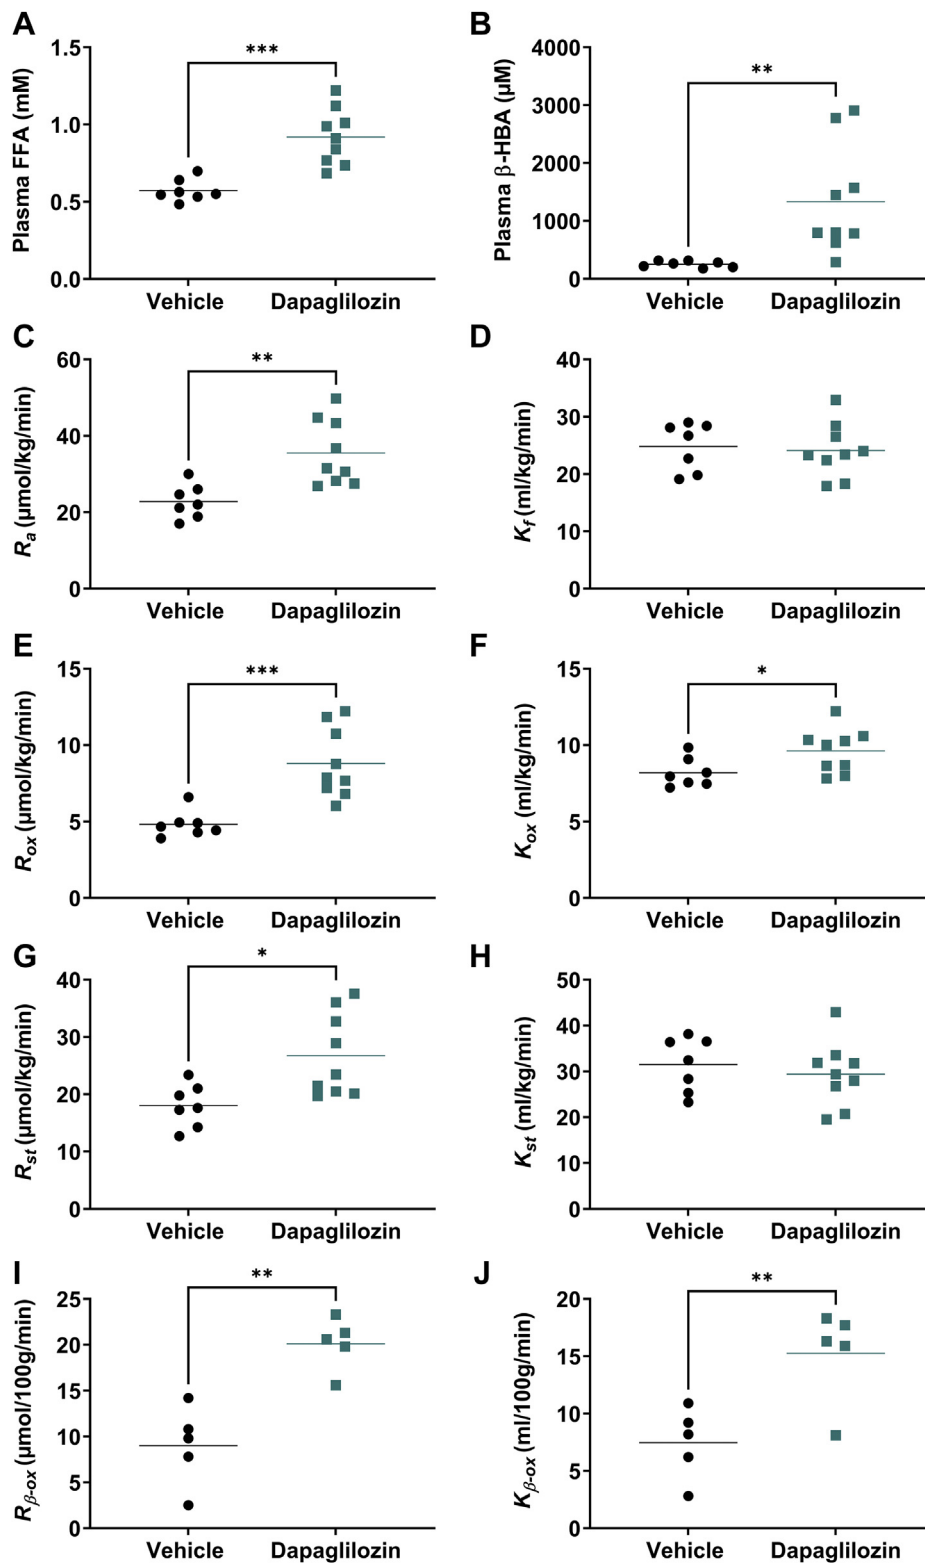 A
B
Plasma FFA (mM)
1.5
1.0
0.5
0.0
***
Vehicle
Dapaglilozin
Plasma β-HBA (µM)
4000
3000
2000
1000
0
**
Vehicle
Dapaglilozin
C
D
Ra (µmol/kg/min)
60
40
20
0
**
Vehicle
Dapaglilozin
Kf (ml/kg/min)
40
30
20
10
0
Vehicle
Dapaglilozin
E
F
Rox (µmol/kg/min)
15
10
5
0
***
Vehicle
Dapaglilozin
Kox (ml/kg/min)
15
10
5
0
*
Vehicle
Dapaglilozin
G
H
Rst (µmol/kg/min)
40
30
20
10
0
*
Vehicle
Dapaglilozin
Kst (ml/kg/min)
50
40
30
20
10
0
Vehicle
Dapaglilozin
I
J
Rβ-ox (µmol/100g/min)
25
20
15
10
5
0
**
Vehicle
Dapaglilozin
Kβ-ox (ml/100g/min)
20
15
10
5
0
**
Vehicle
Dapaglilozin